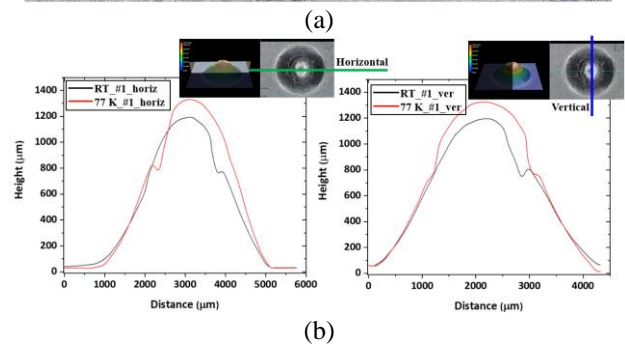 (a)
Horizontal
RT_#1_horiz
77 K_#1_horiz
1400
1200
1000
800
600
400
200
0
Height (µm)
0 1000 2000 3000 4000 5000 6000
Distance (µm)
Vertical
RT_#1_ver
77 K_#1_ver
1400
1200
1000
800
600
400
200
0
Height (µm)
0 1000 2000 3000 4000
Distance (µm)
(b)